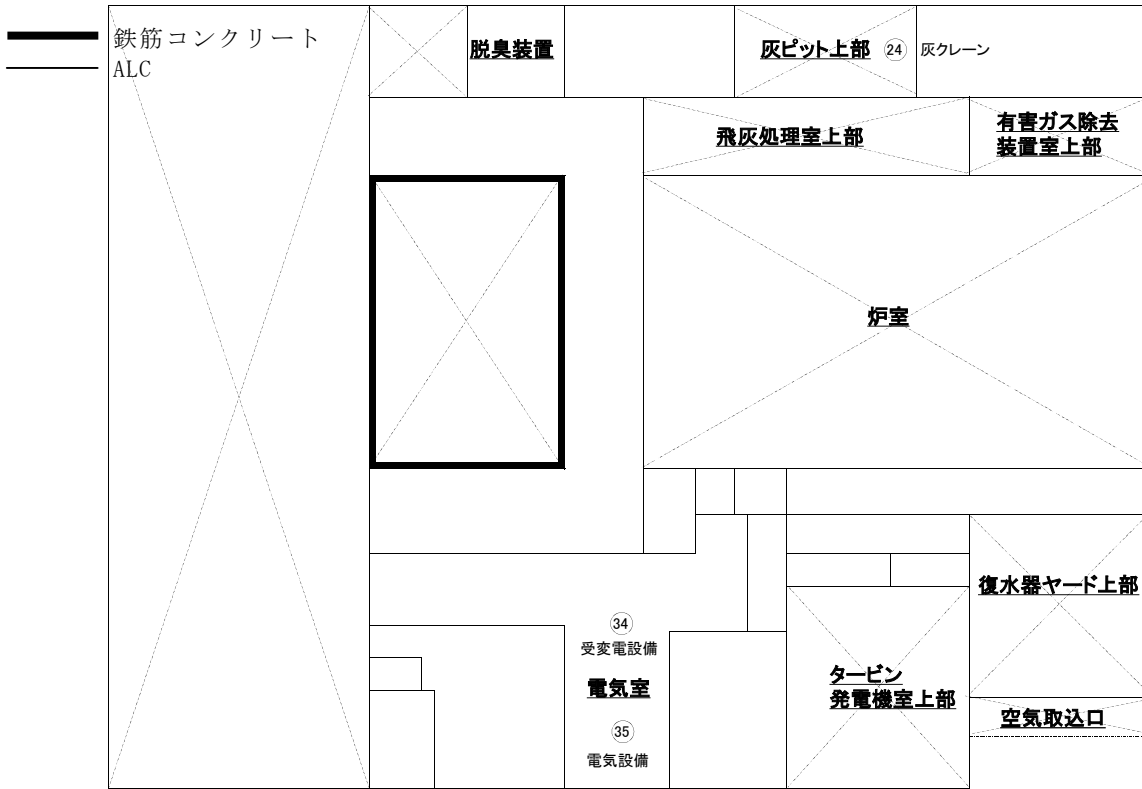 鉄筋コンクリート
ALC
脱臭装置
灰ピット上部 ㉔ 灰クレーン
飛灰処理室上部
有害ガス除去
装置室上部
炉室
復水器ヤード上部
㉞
受変電設備
電気室
タービン
発電機室上部
空気取込口
㉟
電気設備